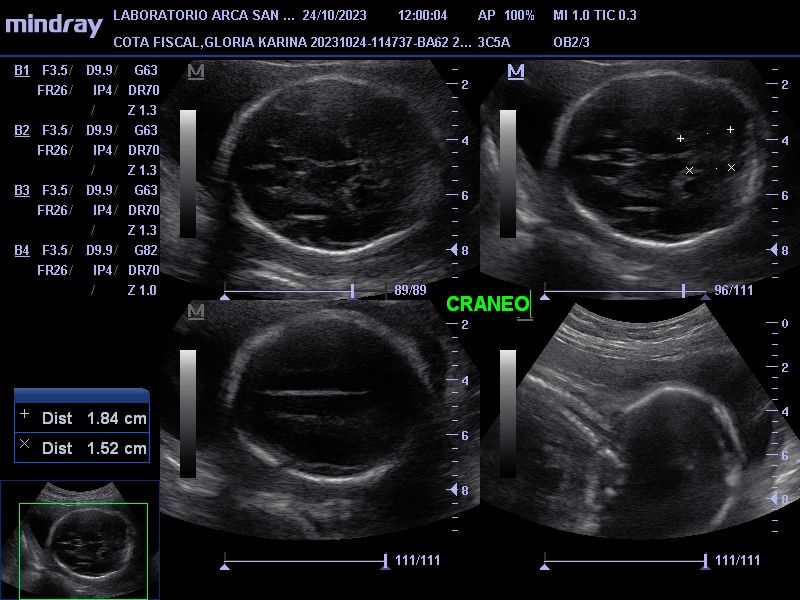 mindray
LABORATORIO ARCA SAN ... 24/10/2023 12:00:04 AP 100% MI 1.0 TIC 0.3
COTA FISCAL,GLORIA KARINA 20231024-114737-BA62 2... 3C5A OB2/3
B1 F3.5/ D9.9/ G63
FR26/ IP4/ DR70
/ Z 1.3
B2 F3.5/ D9.9/ G63
FR26/ IP4/ DR70
/ Z 1.3
B3 F3.5/ D9.9/ G63
FR26/ IP4/ DR70
/ Z 1.3
B4 F3.5/ D9.9/ G82
FR26/ IP4/ DR70
/ Z 1.0
M
2
4
6
8
89/89
M
2
4
6
8
96/111
CRANEO
M
2
4
6
8
111/111
0
2
4
6
8
111/111
+ Dist 1.84 cm
× Dist 1.52 cm